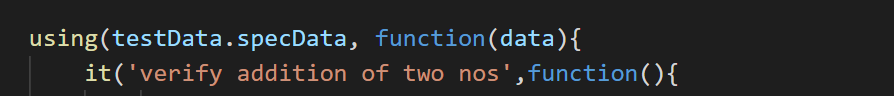 using(testData.specData, function(data){
it('verify addition of two nos',function(){